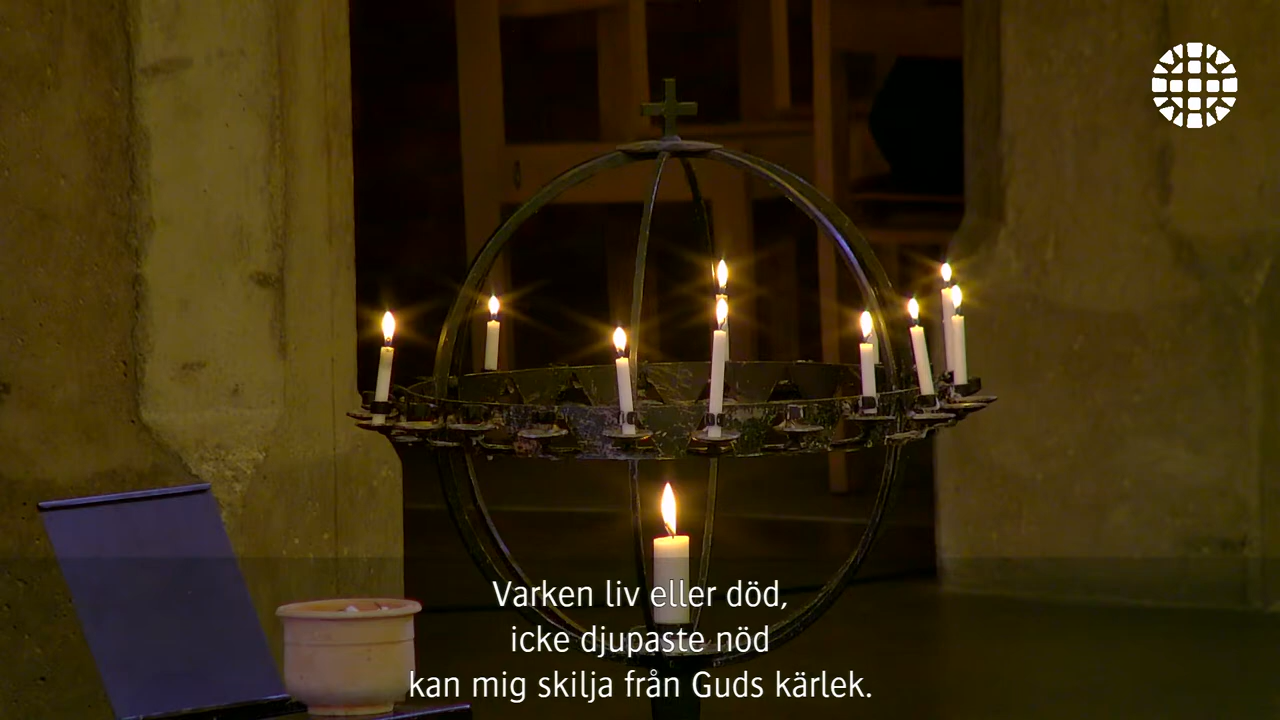 Varken liv eller död,
icke djupaste nöd
kan mig skilja från Guds kärlek.